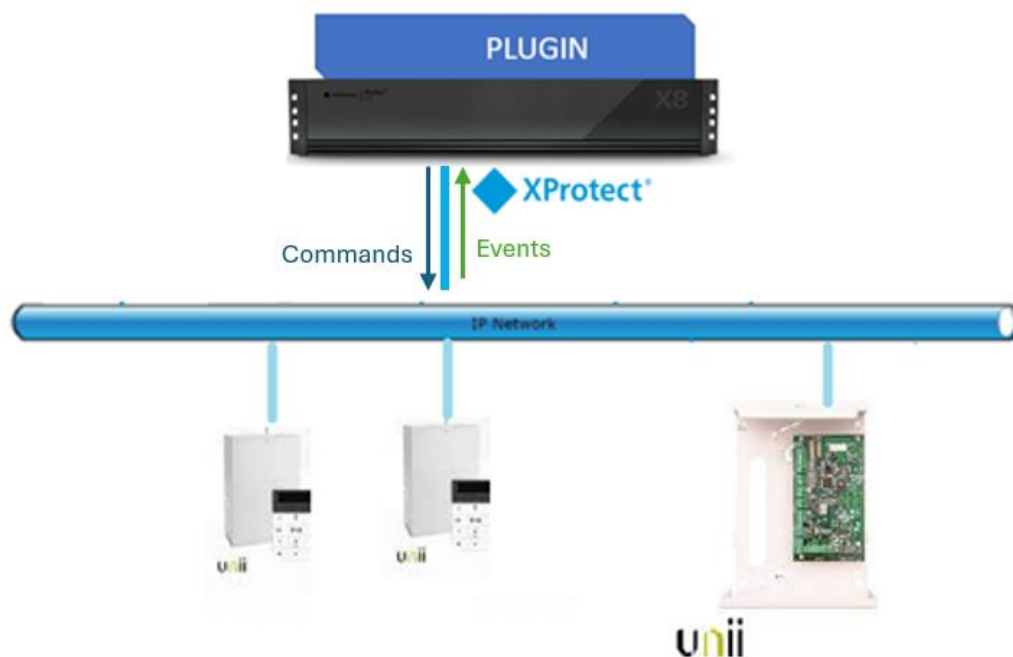 PLUGIN
X8
XProtect®
Commands
Events
IP Network
unii
unii
unii